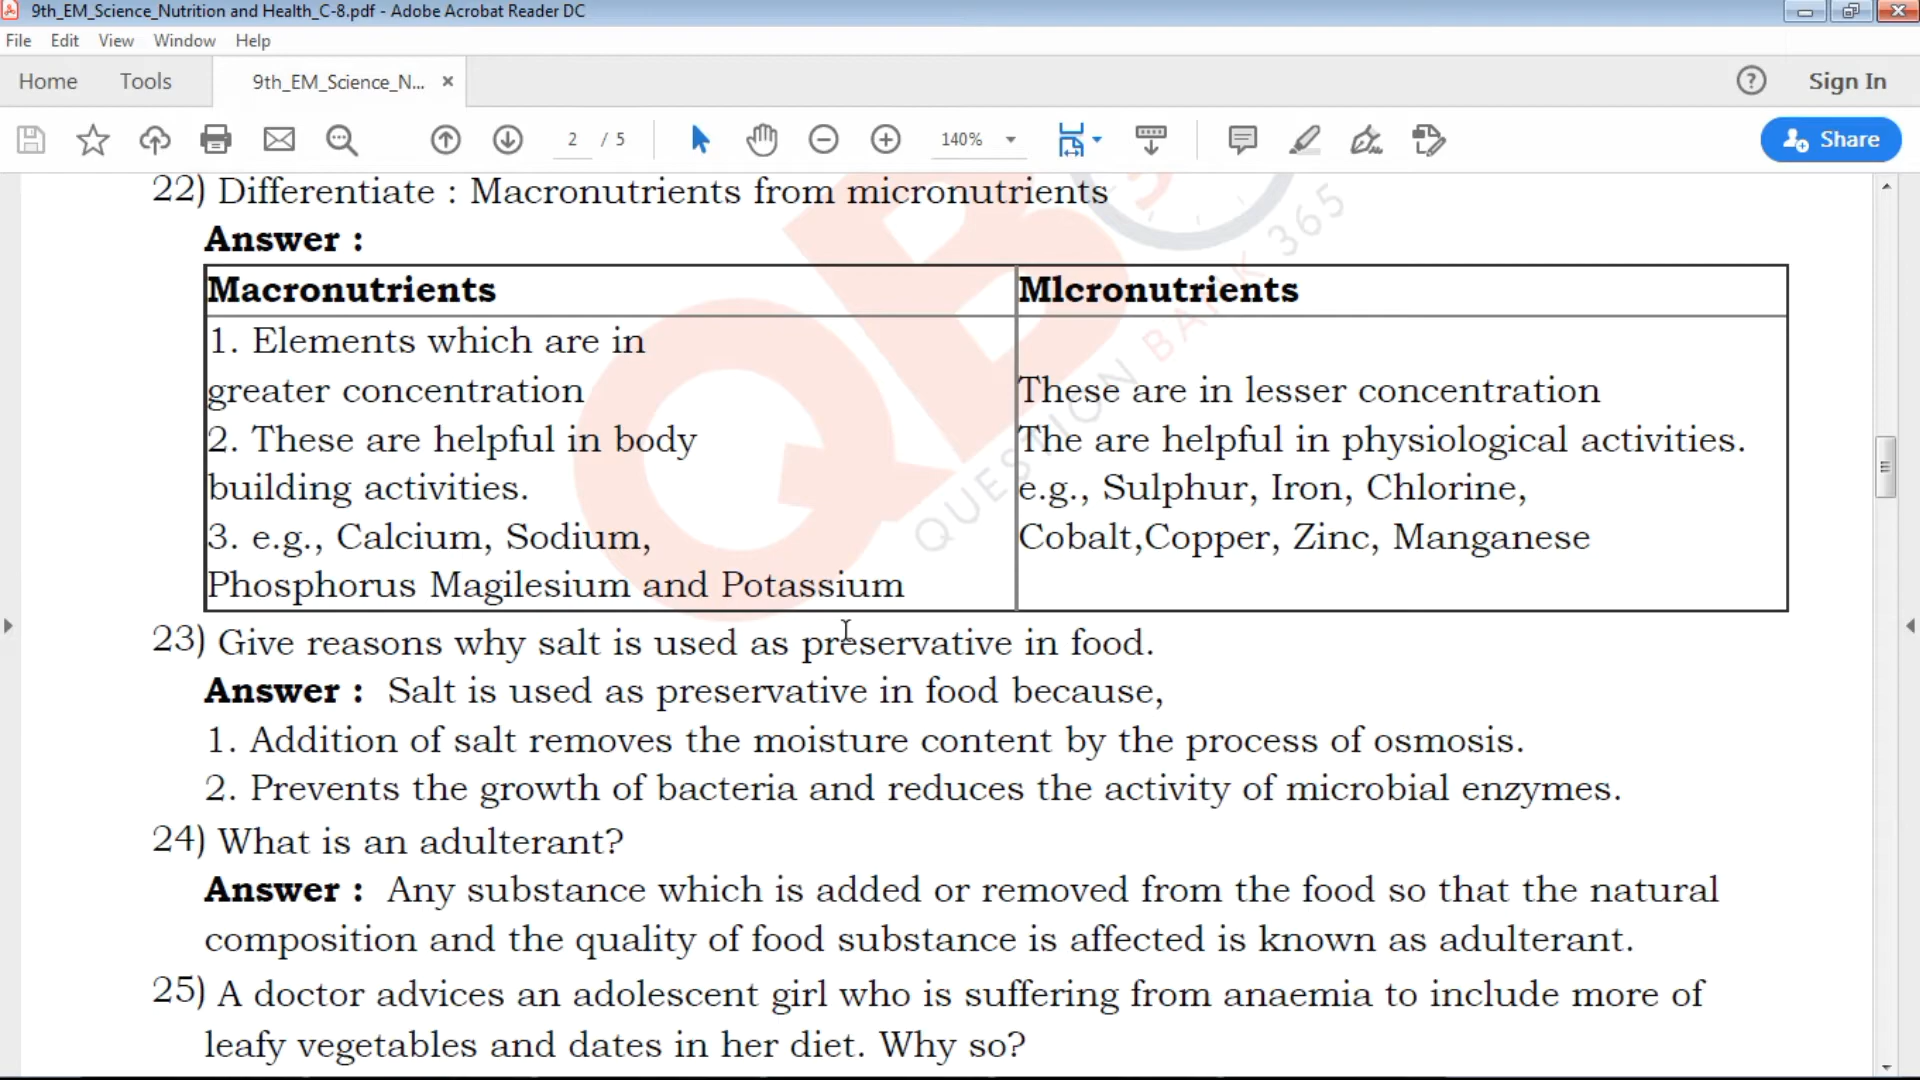 9th_EM_Science_Nutrition and Health_C-8.pdf - Adobe Acrobat Reader DC
File Edit View Window Help
Home Tools 9th_EM_Science_N... × ? Sign In
2 / 5 140% Share
22) Differentiate : Macronutrients from micronutrients
Answer :
Macronutrients Mlcronutrients
1. Elements which are in
greater concentration
2. These are helpful in body
building activities.
3. e.g., Calcium, Sodium,
Phosphorus Magilesium and Potassium
These are in lesser concentration
The are helpful in physiological activities.
e.g., Sulphur, Iron, Chlorine,
Cobalt,Copper, Zinc, Manganese
23) Give reasons why salt is used as preservative in food.
Answer : Salt is used as preservative in food because,
1. Addition of salt removes the moisture content by the process of osmosis.
2. Prevents the growth of bacteria and reduces the activity of microbial enzymes.
24) What is an adulterant?
Answer : Any substance which is added or removed from the food so that the natural
composition and the quality of food substance is affected is known as adulterant.
25) A doctor advices an adolescent girl who is suffering from anaemia to include more of
leafy vegetables and dates in her diet. Why so?
QB
QUESTION BANK 365